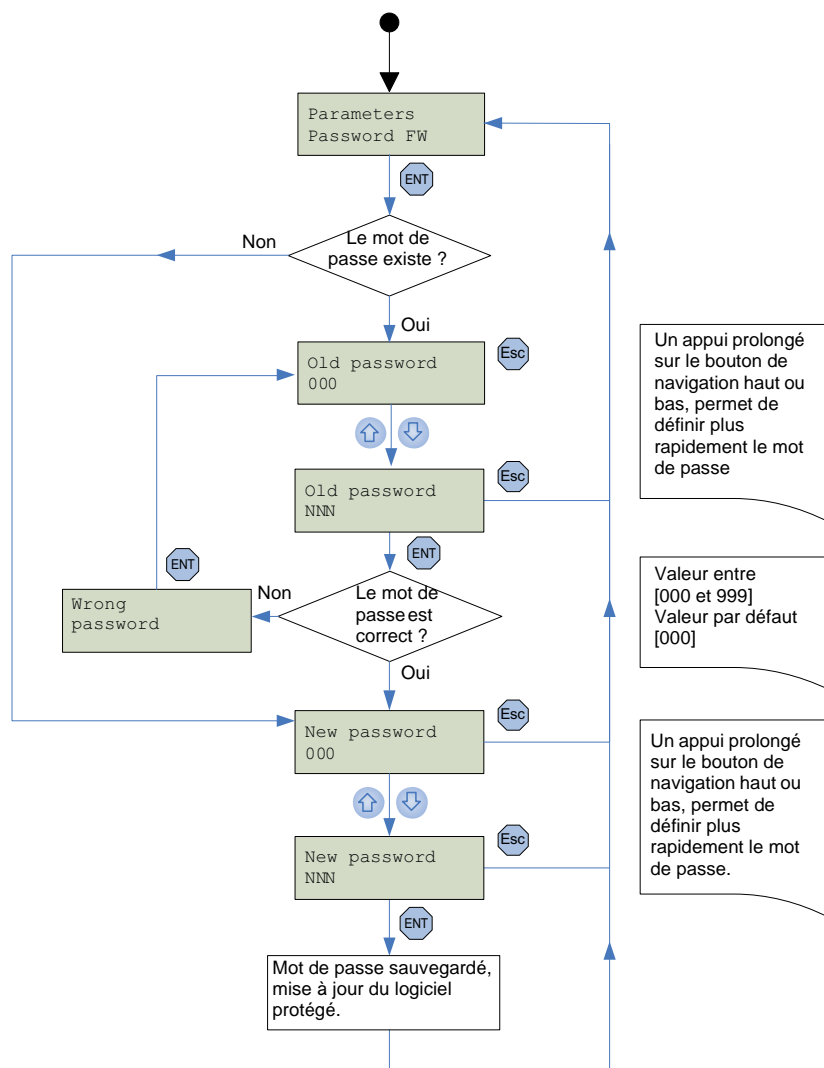 Parameters
Password FW
ENT
Non
Le mot de
passe existe ?
Oui
Old password
000
Esc
Un appui prolongé
sur le bouton de
navigation haut ou
bas, permet de
définir plus
rapidement le mot
de passe
Old password
NNN
Esc
ENT
ENT
Wrong
password
Non
Le mot de
passe est
correct ?
Valeur entre
[000 et 999]
Valeur par défaut
[000]
Oui
New password
000
Esc
Un appui prolongé
sur le bouton de
navigation haut ou
bas, permet de
définir plus
rapidement le mot
de passe.
New password
NNN
Esc
ENT
Mot de passe sauvegardé,
mise à jour du logiciel
protégé.